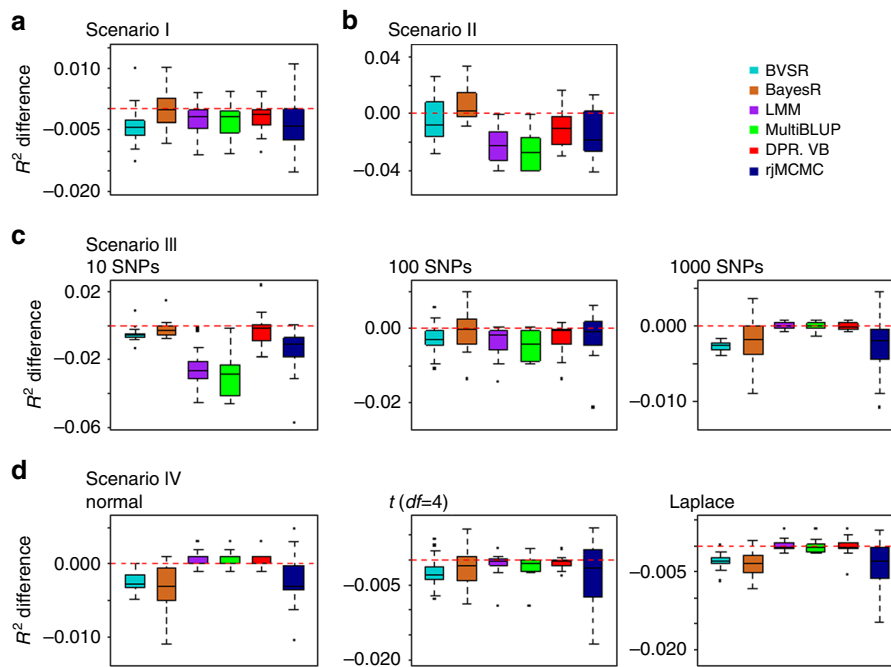 a
Scenario I
R² difference
0.010
−0.005
−0.020
b
Scenario II
0.04
0.00
−0.04
BVSR
BayesR
LMM
MultiBLUP
DPR. VB
rjMCMC
c
Scenario III
10 SNPs
R² difference
0.02
−0.02
−0.06
100 SNPs
0.00
−0.02
1000 SNPs
0.000
−0.010
d
Scenario IV
normal
R² difference
0.000
−0.010
t (df=4)
−0.005
−0.020
Laplace
−0.005
−0.020